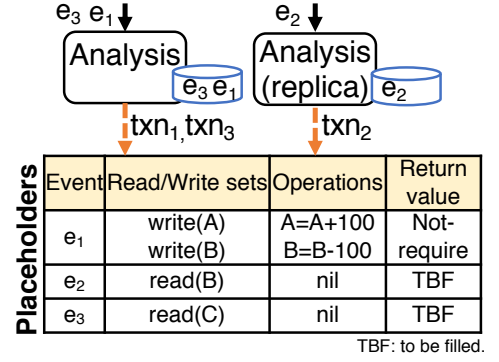 e3 e1
e2
Analysis
Analysis
(replica)
e3 e1
e2
txn1,txn3
txn2
Placeholders
Event Read/Write sets Operations Return value
e1 write(A) A=A+100 Not-
write(B) B=B-100 require
e2 read(B) nil TBF
e3 read(C) nil TBF
TBF: to be filled.